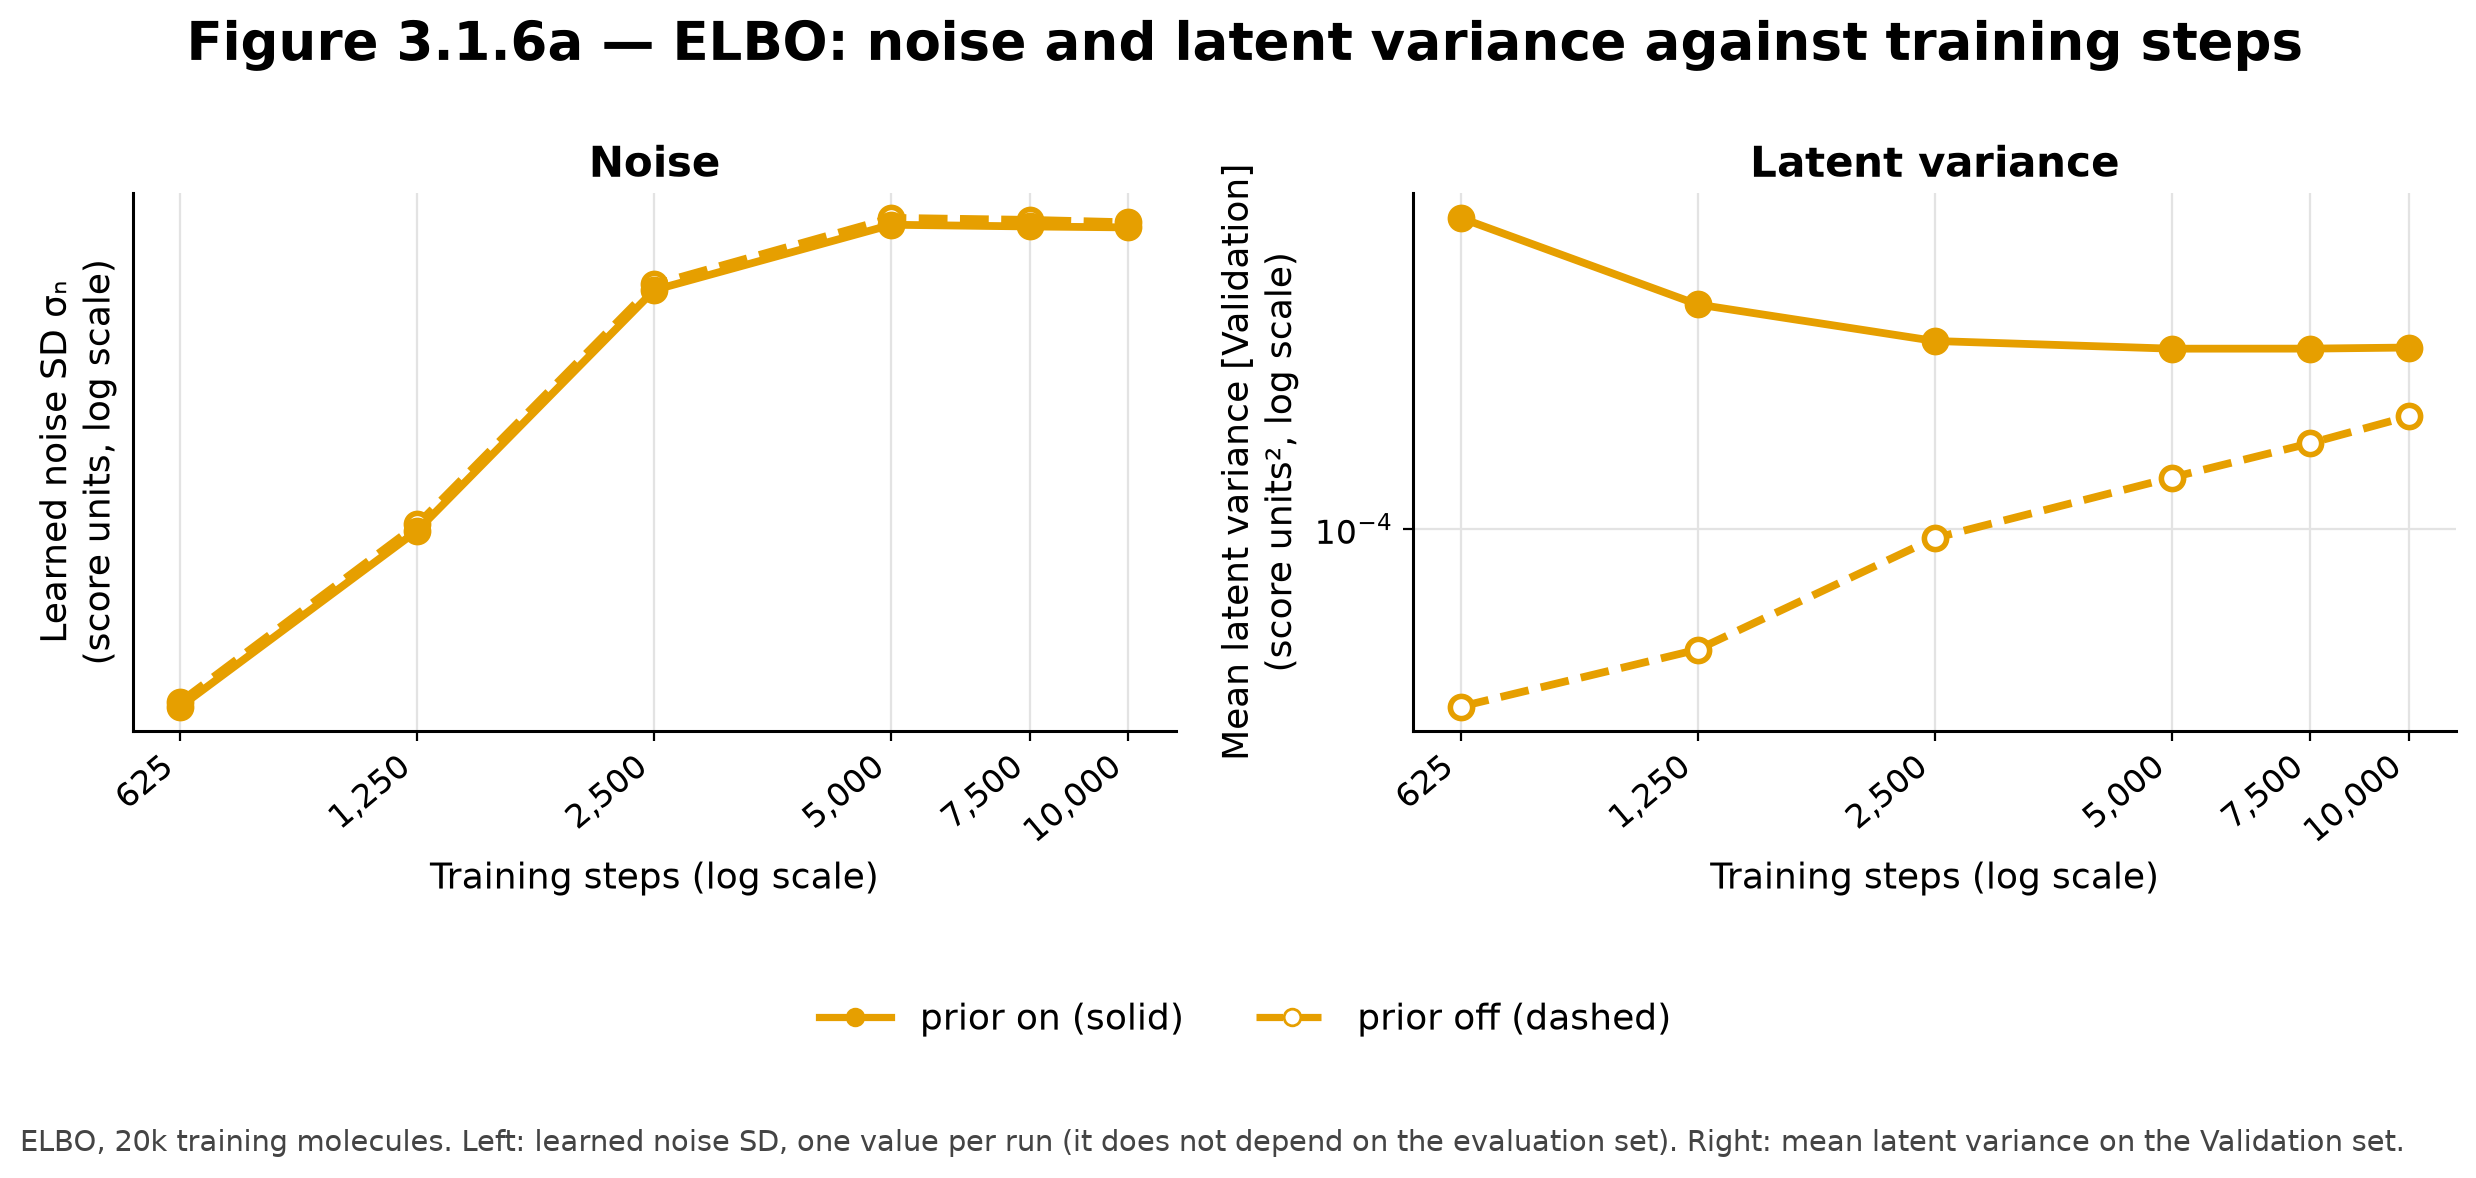 Figure 3.1.6a — ELBO: noise and latent variance against training steps
Noise
Learned noise SD σₙ
(score units, log scale)
625
1,250
2,500
5,000
7,500
10,000
Training steps (log scale)
Latent variance
Mean latent variance [Validation]
(score units², log scale)
10⁻⁴
625
1,250
2,500
5,000
7,500
10,000
Training steps (log scale)
prior on (solid)
prior off (dashed)
ELBO, 20k training molecules. Left: learned noise SD, one value per run (it does not depend on the evaluation set). Right: mean latent variance on the Validation set.